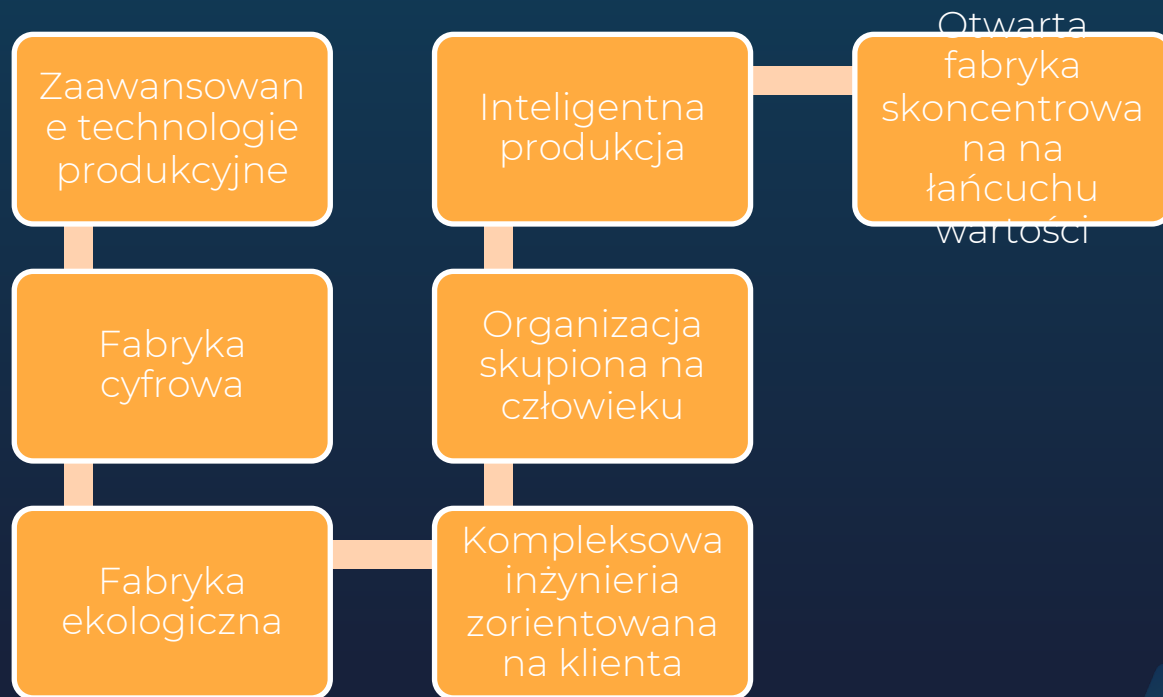 Zaawansowan
e technologie
produkcyjne
Fabryka
cyfrowa
Fabryka
ekologiczna
Kompleksowa
inżynieria
zorientowana
na klienta
Organizacja
skupiona na
człowieku
Inteligentna
produkcja
Otwarta
fabryka
skoncentrowa
na na
łańcuchu
wartości